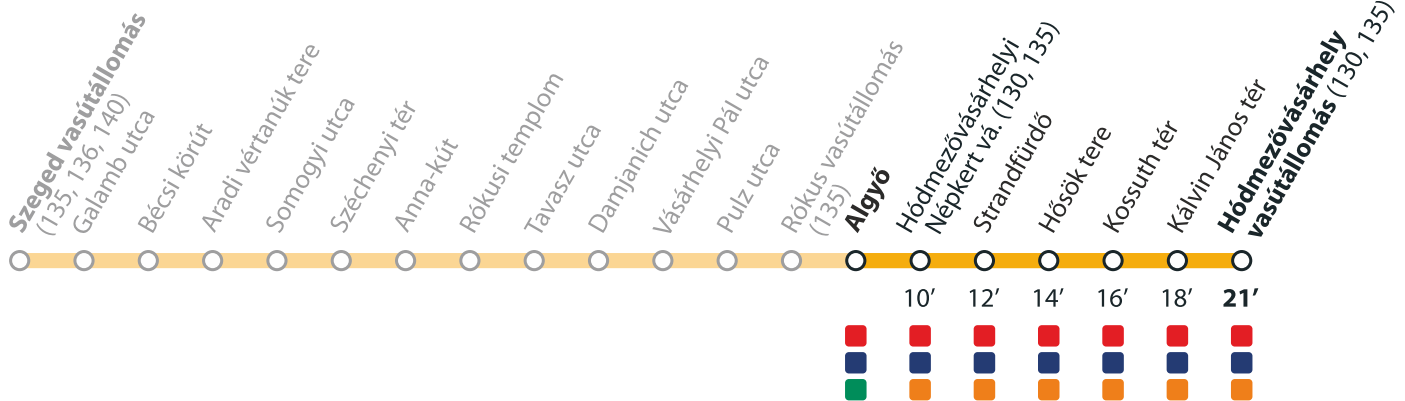 Szeged vasútállomás
(135, 136, 140)
Galamb utca
Bécsi körút
Aradi vértanúk tere
Somogyi utca
Széchenyi tér
Anna-kút
Rókusi templom
Tavasz utca
Damjanich utca
Vásárhelyi Pál utca
Pulz utca
Rókus vasútállomás
(135)
Algyő
Hódmezővásárhelyi
Népkert vá. (130, 135)
Strandfürdő
Hősök tere
Kossuth tér
Kálvin János tér
Hódmezővásárhely
vasútállomás (130, 135)
10’ 12’ 14’ 16’ 18’ 21’